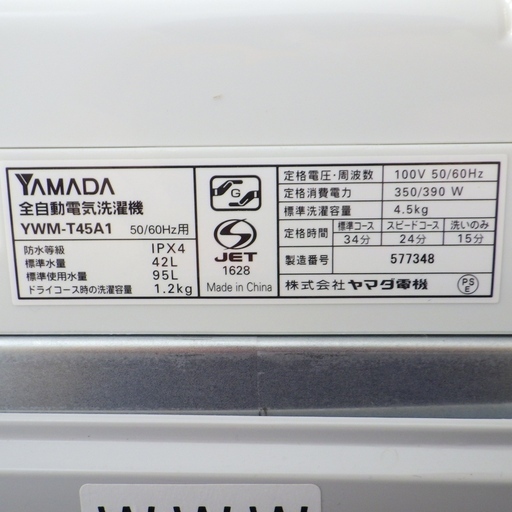 YAMADA
全自動電気洗濯機
YWM-T45A1 50/60Hz用
防水等級 IPX4
標準水量 42L
標準使用水量 95L
ドライコース時の洗濯容量 1.2kg
G
S
JET
1628
Made in China
定格電圧・周波数 100V 50/60Hz
定格消費電力 350/390 W
標準洗濯容量 4.5kg
定格時間 標準コース スピードコース 洗いのみ
34分 24分 15分
製造番号 577348
株式会社ヤマダ電機
PS
E
W W W